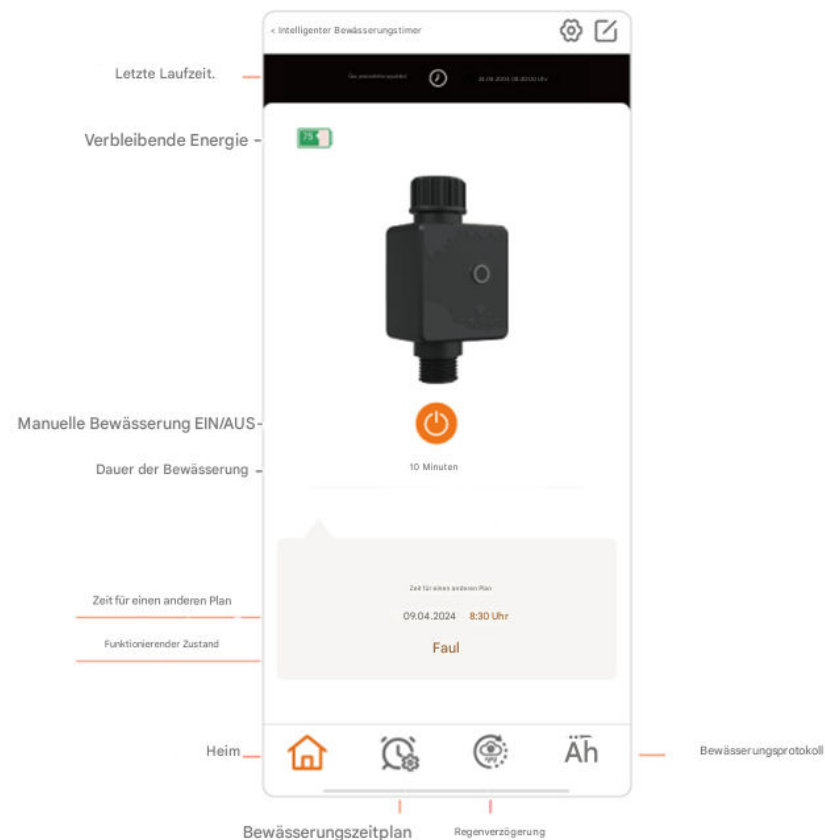 < Intelligenter Bewässerungstimer
Letzte Laufzeit.
Verbleibende Energie
75
Manuelle Bewässerung EIN/AUS
Dauer der Bewässerung
10 Minuten
Zeit für einen anderen Plan
Zeit für einen anderen Plan
09.04.2024 8:30 Uhr
Funktionierender Zustand
Faul
Heim
Äh
Bewässerungsprotokoll
Bewässerungszeitplan
Regenverzögerung